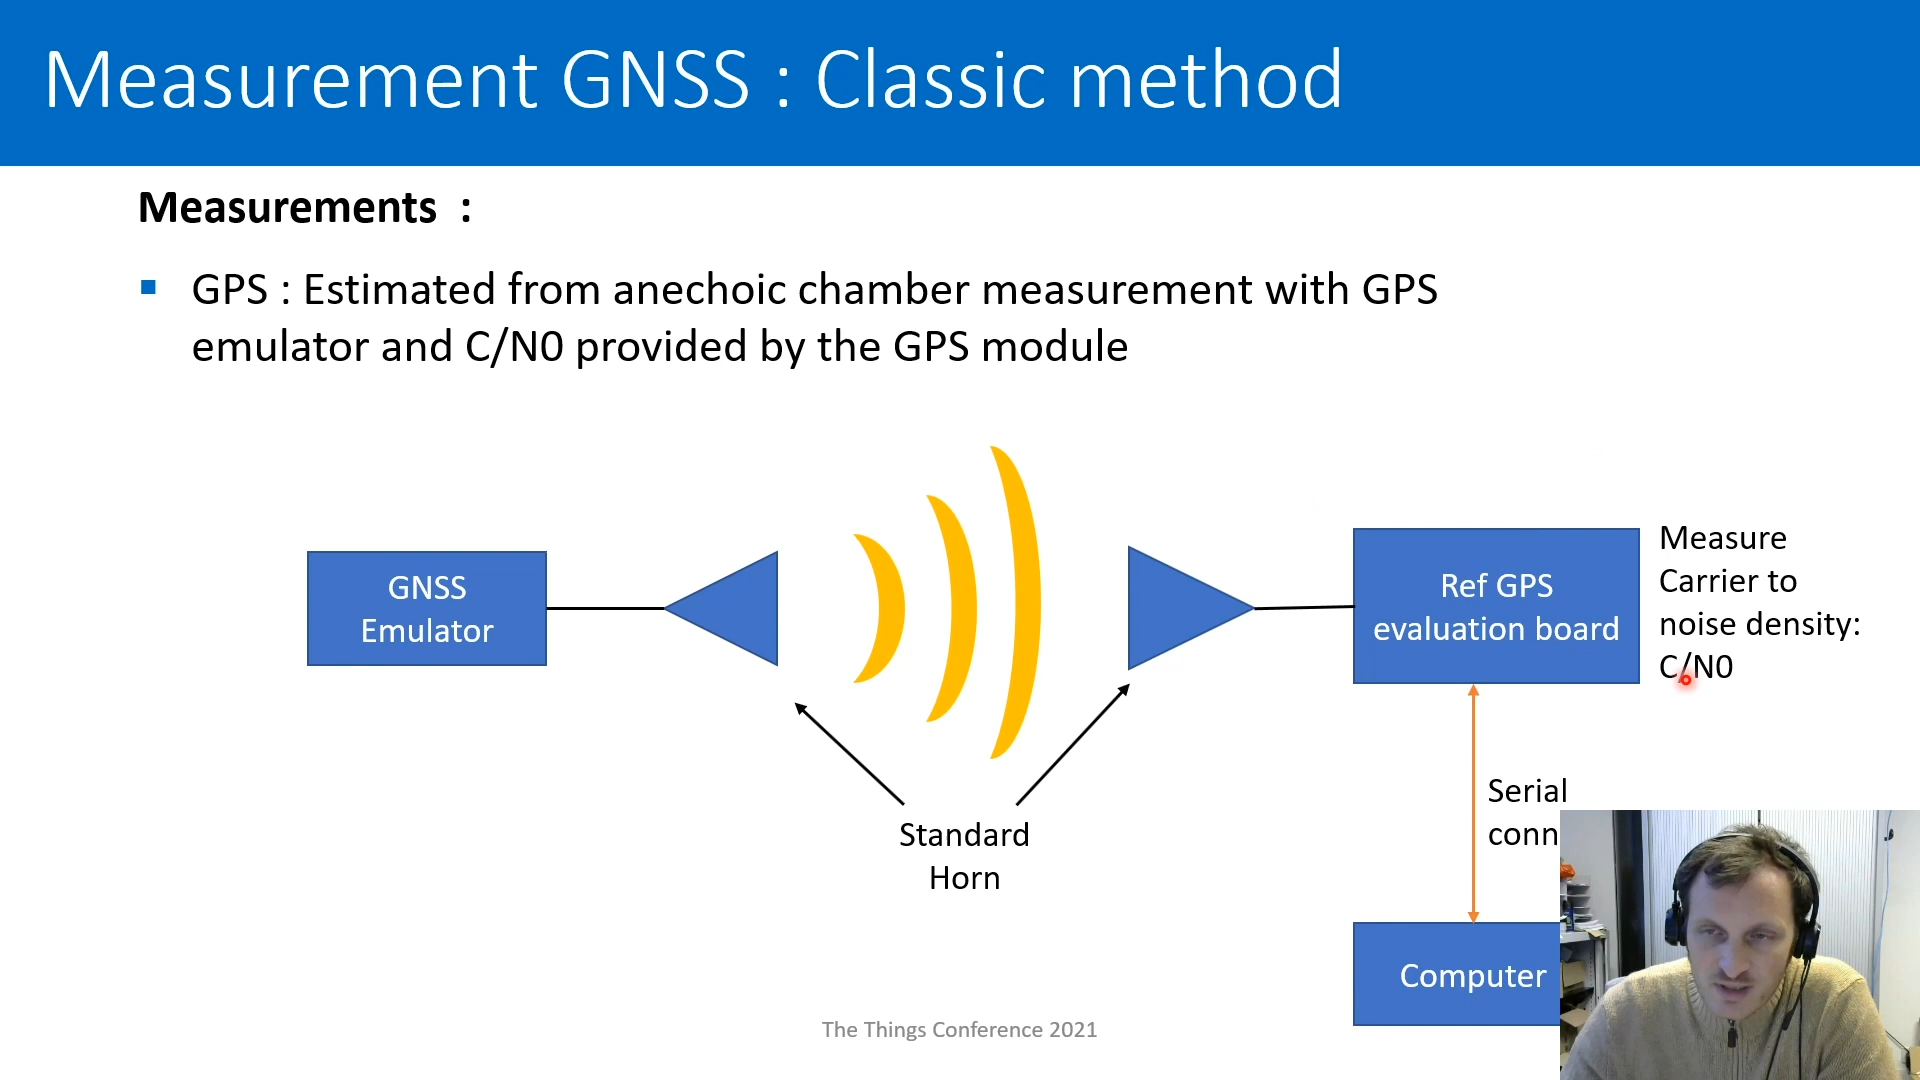 Measurement GNSS : Classic method
Measurements :
GPS : Estimated from anechoic chamber measurement with GPS
emulator and C/N0 provided by the GPS module
GNSS
Emulator
Ref GPS
evaluation board
Measure
Carrier to
noise density:
C/N0
Serial
conn
Standard
Horn
Computer
The Things Conference 2021